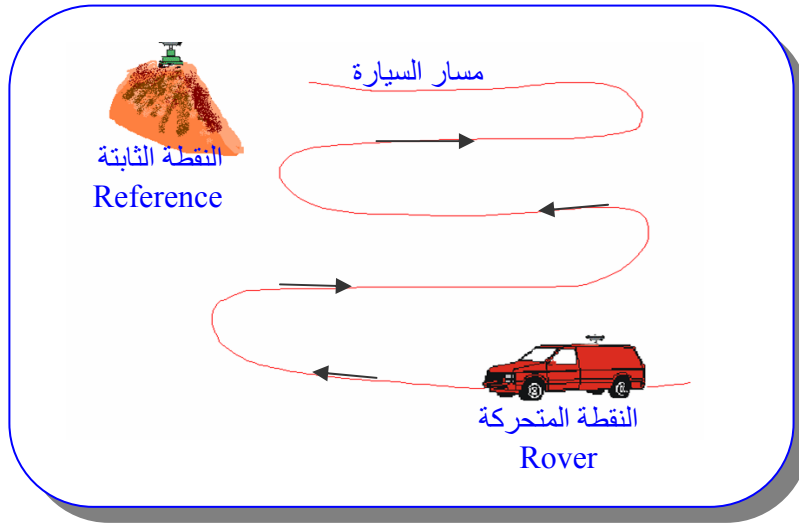 مسار السيارة
النقطة الثابتة
Reference
النقطة المتحركة
Rover